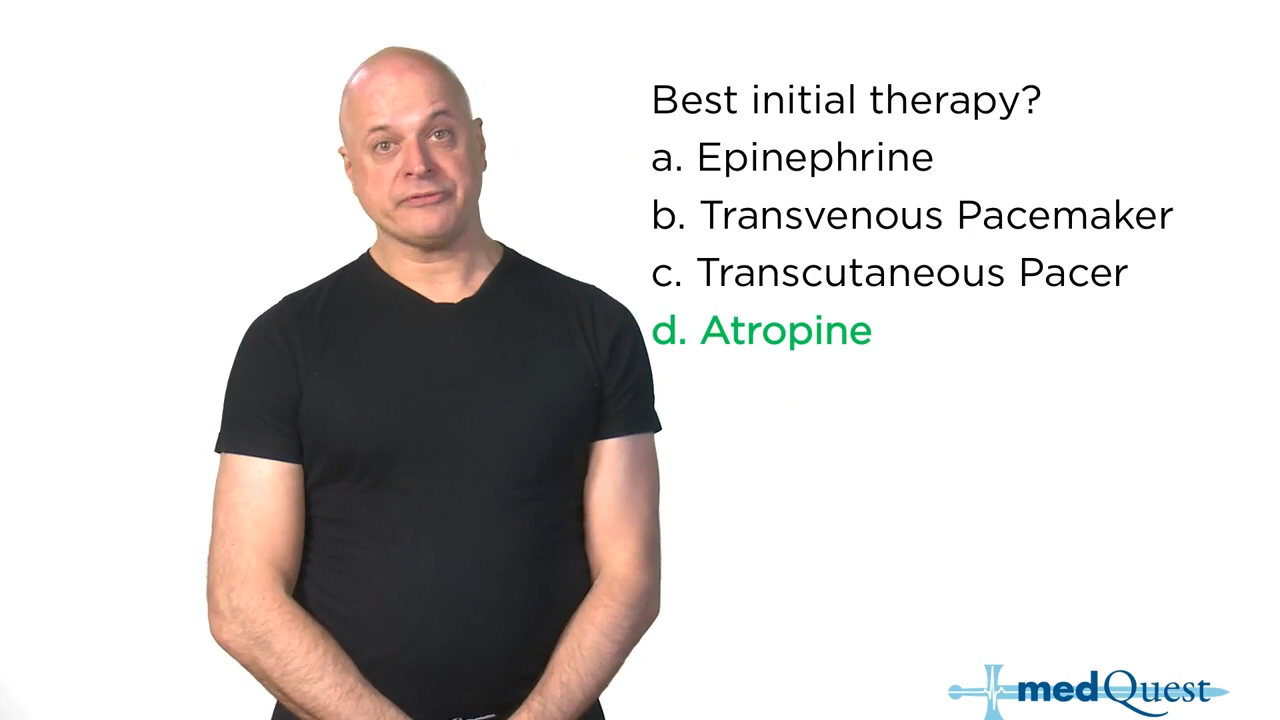 Best initial therapy?
a. Epinephrine
b. Transvenous Pacemaker
c. Transcutaneous Pacer
d. Atropine
medQuest